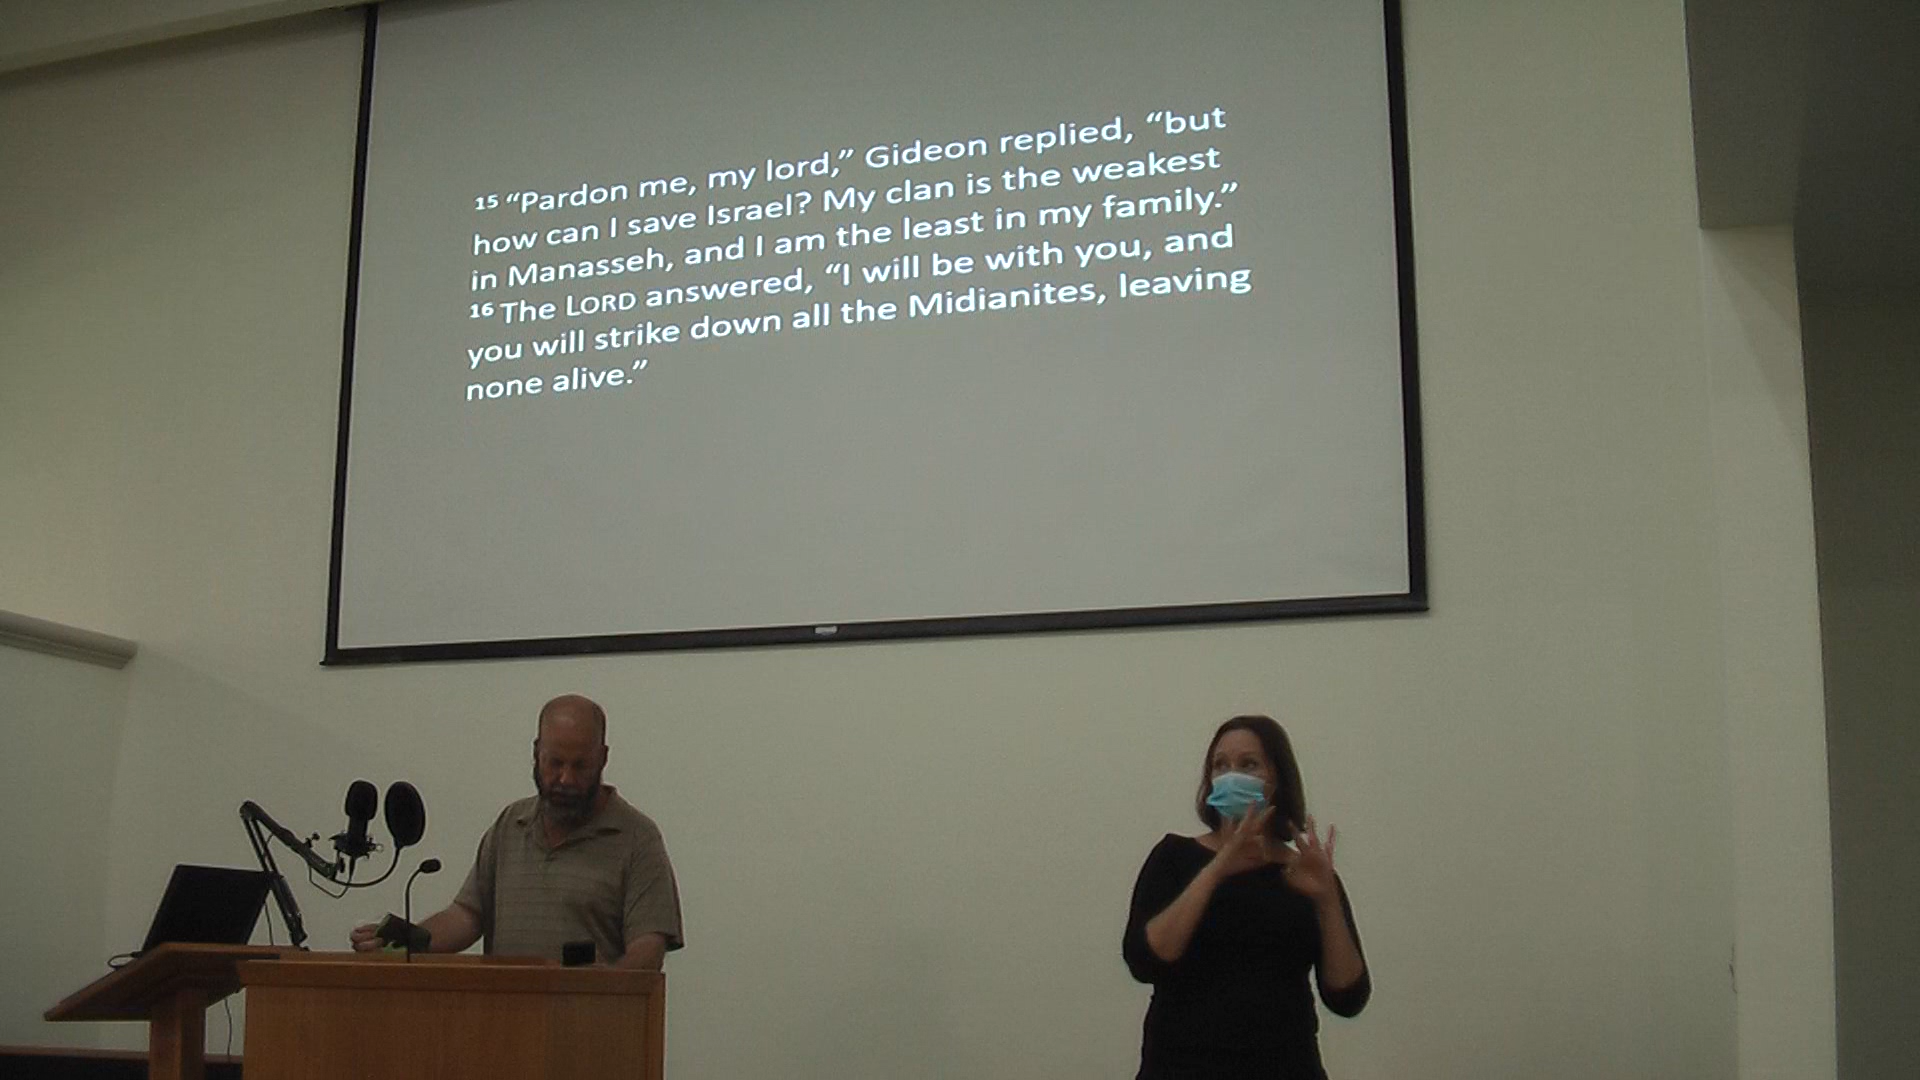 15 “Pardon me, my lord,” Gideon replied, “but
how can I save Israel? My clan is the weakest
in Manasseh, and I am the least in my family.”
16 The LORD answered, “I will be with you, and
you will strike down all the Midianites, leaving
none alive.”